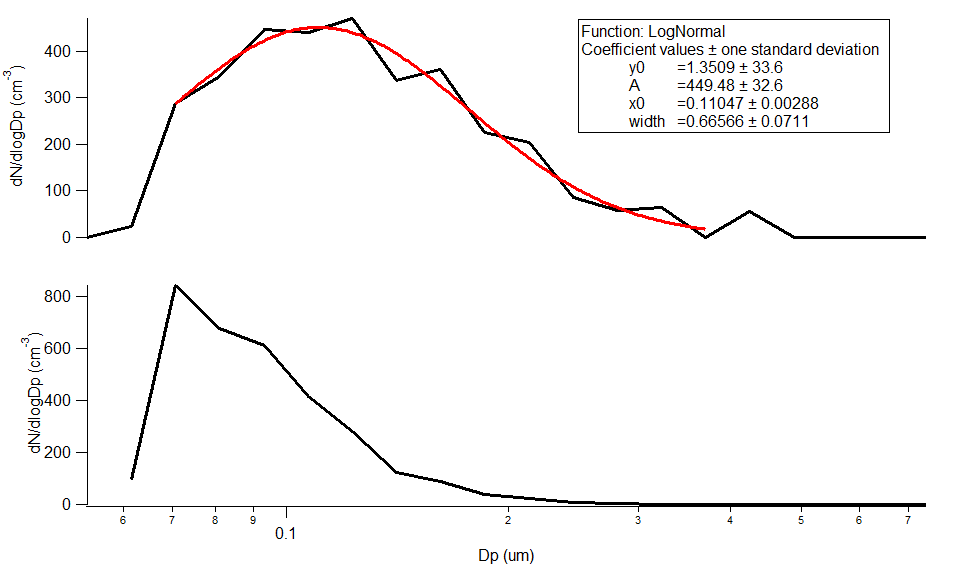 Function: LogNormal
Coefficient values ± one standard deviation
y0 =1.3509 ± 33.6
A =449.48 ± 32.6
x0 =0.11047 ± 0.00288
width =0.66566 ± 0.0711
dN/dlogDp (cm-3)
400
300
200
100
0
dN/dlogDp (cm-3)
800
600
400
200
0
6 7 8 9 0.1 2 3 4 5 6 7
Dp (um)